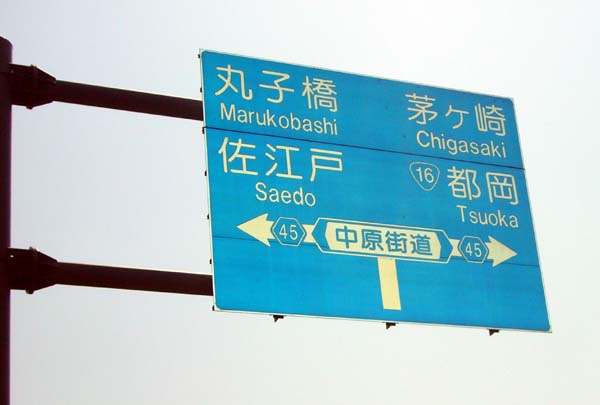 丸子橋
Marukobashi
佐江戸
Saedo
茅ヶ崎
Chigasaki
16 都岡
Tsuoka
45 中原街道 45